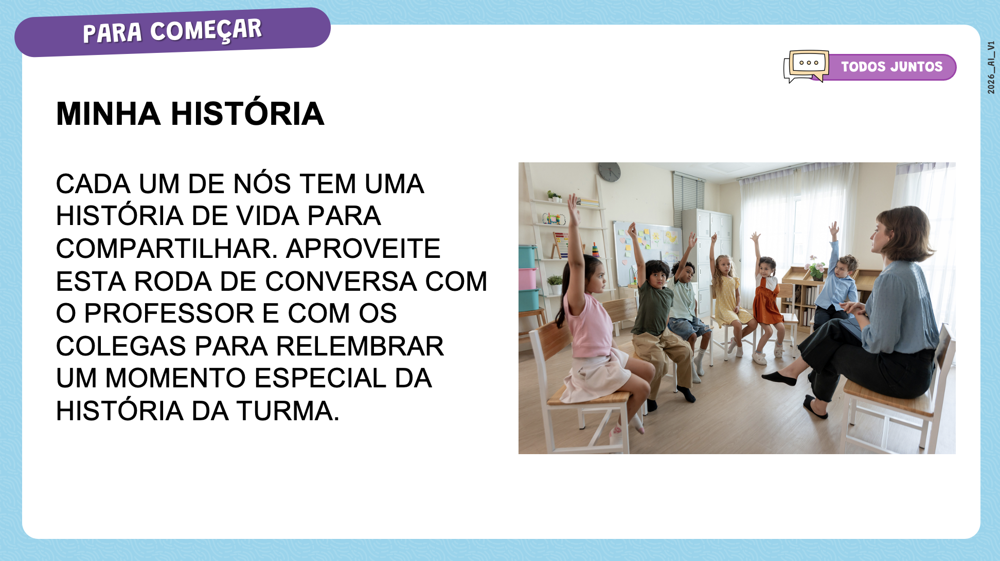 PARA COMEÇAR
TODOS JUNTOS
2026_AI_V1
MINHA HISTÓRIA
CADA UM DE NÓS TEM UMA
HISTÓRIA DE VIDA PARA
COMPARTILHAR. APROVEITE
ESTA RODA DE CONVERSA COM
O PROFESSOR E COM OS
COLEGAS PARA RELEMBRAR
UM MOMENTO ESPECIAL DA
HISTÓRIA DA TURMA.